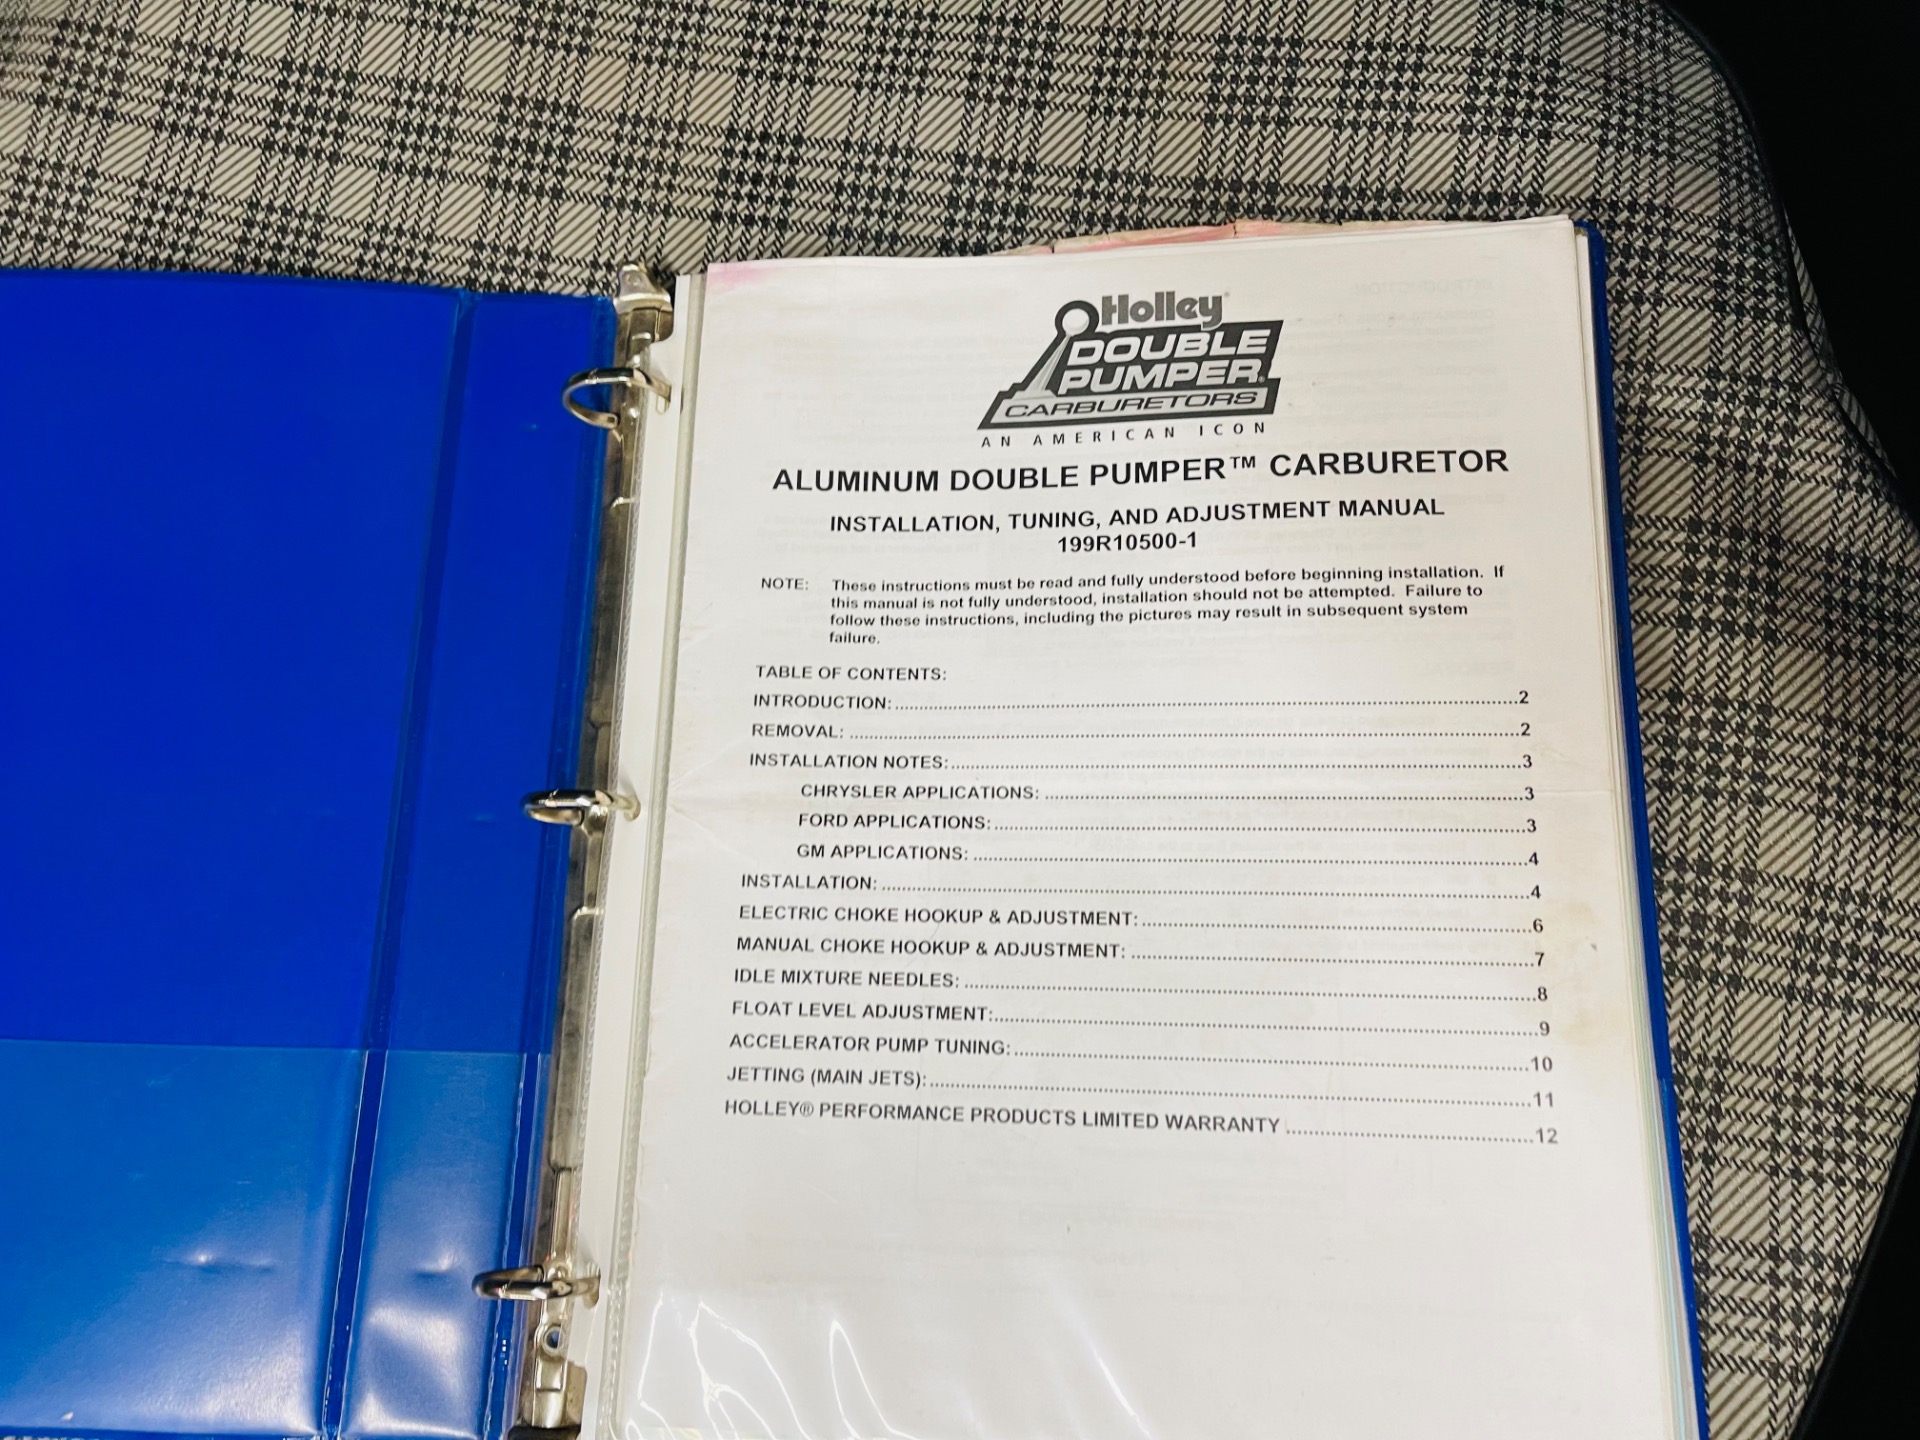 Holley®
DOUBLE
PUMPER®
CARBURETORS
AN AMERICAN ICON
ALUMINUM DOUBLE PUMPER™ CARBURETOR
INSTALLATION, TUNING, AND ADJUSTMENT MANUAL
199R10500-1
NOTE: These instructions must be read and fully understood before beginning installation. If
this manual is not fully understood, installation should not be attempted. Failure to
follow these instructions, including the pictures may result in subsequent system
failure.
TABLE OF CONTENTS:
INTRODUCTION:..........2
REMOVAL:..........2
INSTALLATION NOTES:..........3
CHRYSLER APPLICATIONS:..........3
FORD APPLICATIONS:..........3
GM APPLICATIONS:..........4
INSTALLATION:..........4
ELECTRIC CHOKE HOOKUP & ADJUSTMENT:..........6
MANUAL CHOKE HOOKUP & ADJUSTMENT:..........7
IDLE MIXTURE NEEDLES:..........8
FLOAT LEVEL ADJUSTMENT:..........9
ACCELERATOR PUMP TUNING:..........10
JETTING (MAIN JETS):..........11
HOLLEY® PERFORMANCE PRODUCTS LIMITED WARRANTY..........12